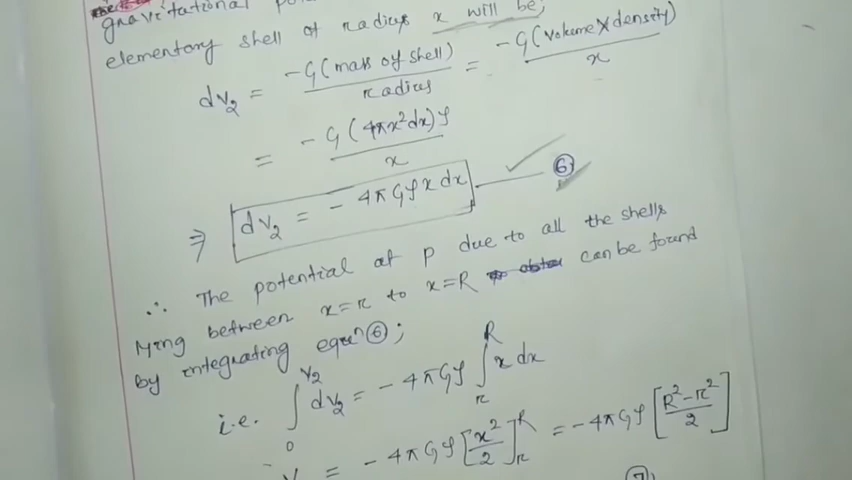 gravitational
elementary shell of radius x will be;
dV₂ = -G(mass of shell)/radius = -G(volume×density)/x
= -G(4πx²dx)ρ/x
⇒ dV₂ = -4πGρx dx ⑥
∴ The potential at P due to all the shells
lying between x=r to x=R can be found
by integrating equⁿ ⑥;
i.e. ∫₀^V₂ dV₂ = -4πGρ ∫ᵣ^R x dx
V = -4πGρ [x²/2]ᵣ^R = -4πGρ [R²-r²/2]
⑦